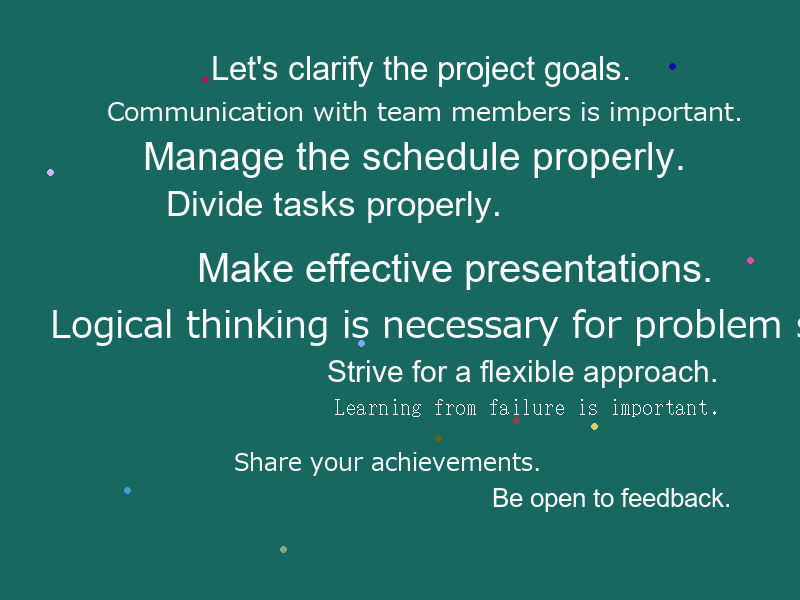 Let's clarify the project goals.
Communication with team members is important.
Manage the schedule properly.
Divide tasks properly.
Make effective presentations.
Logical thinking is necessary for problem
Strive for a flexible approach.
Learning from failure is important.
Share your achievements.
Be open to feedback.